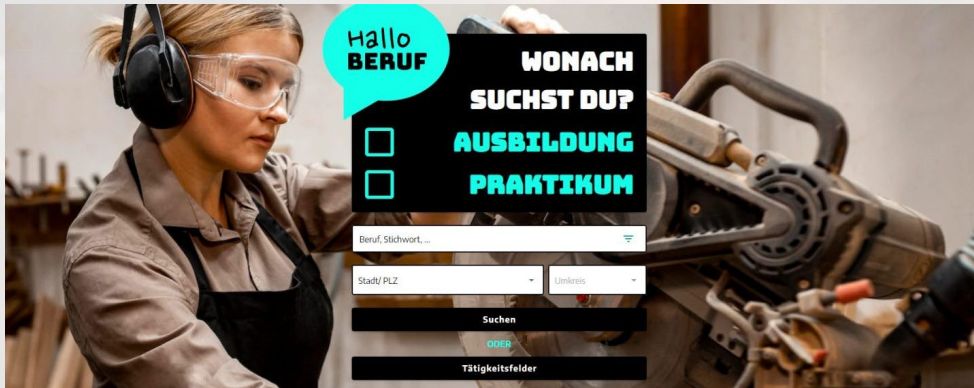 Hallo
BERUF
WONACH
SUCHST DU?
AUSBILDUNG
PRAKTIKUM
Beruf, Stichwort, ...
Stadt/ PLZ
Umkreis
Suchen
ODER
Tätigkeitsfelder